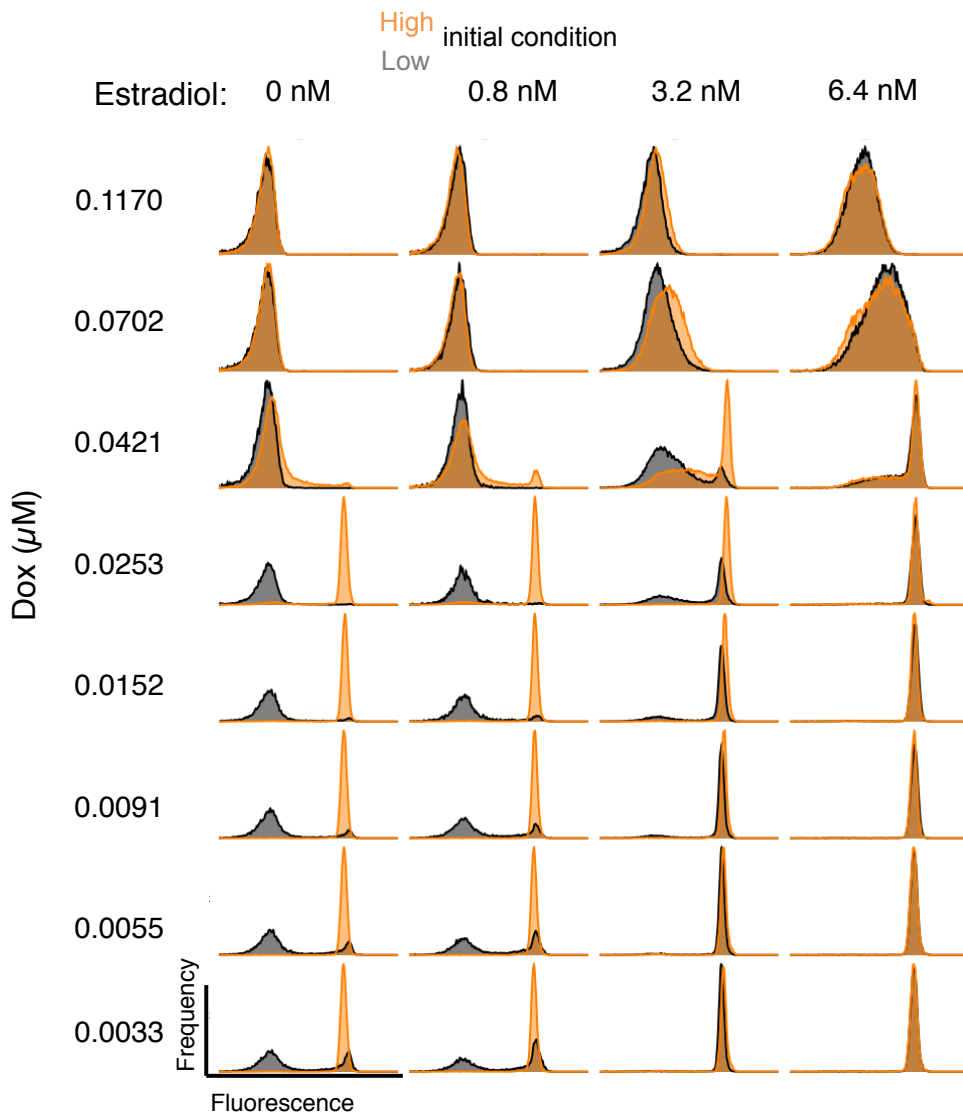 High
Low
initial condition
Estradiol: 0 nM 0.8 nM 3.2 nM 6.4 nM
0.1170
0.0702
0.0421
0.0253
0.0152
0.0091
0.0055
0.0033
Dox (µM)
Frequency
Fluorescence